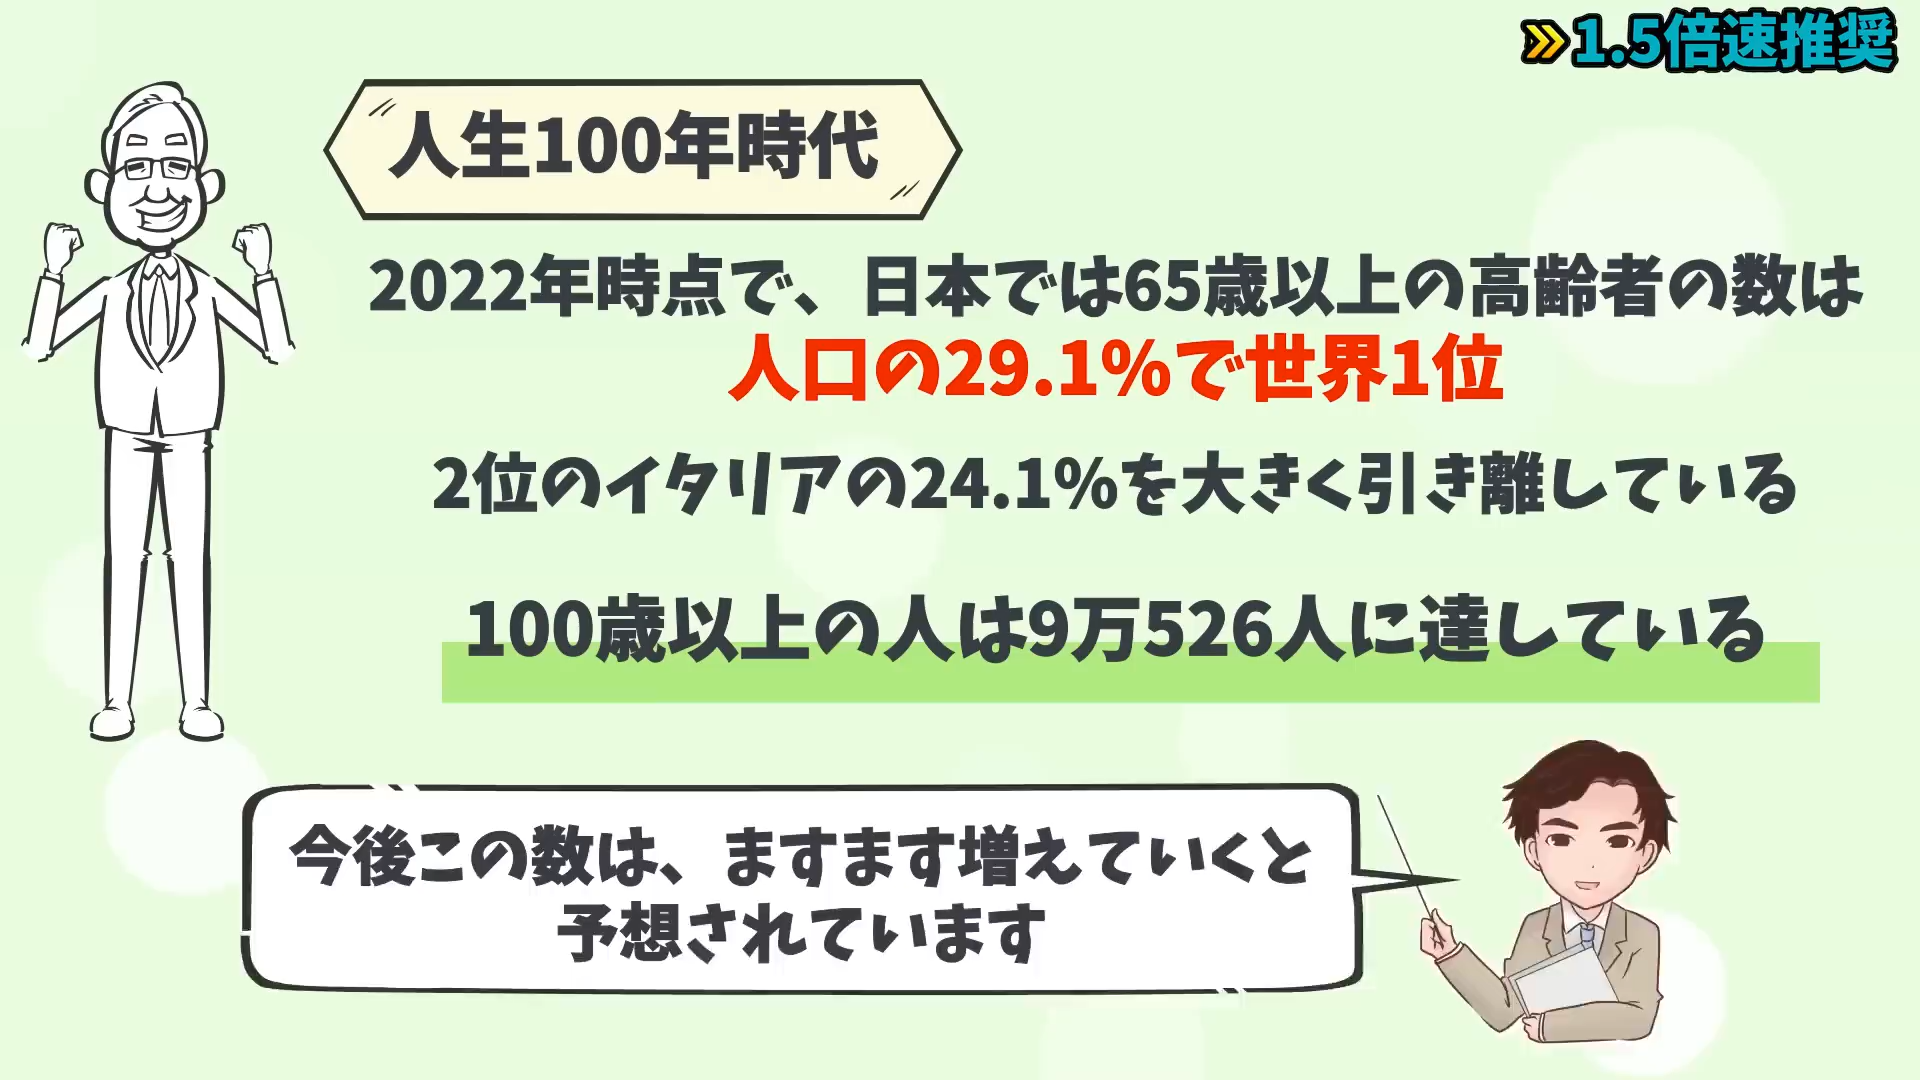 1.5倍速推奨
人生100年時代
2022年時点で、日本では65歳以上の高齢者の数は
人口の29.1%で世界1位
2位のイタリアの24.1%を大きく引き離している
100歳以上の人は9万526人に達している
今後この数は、ますます増えていくと
予想されています